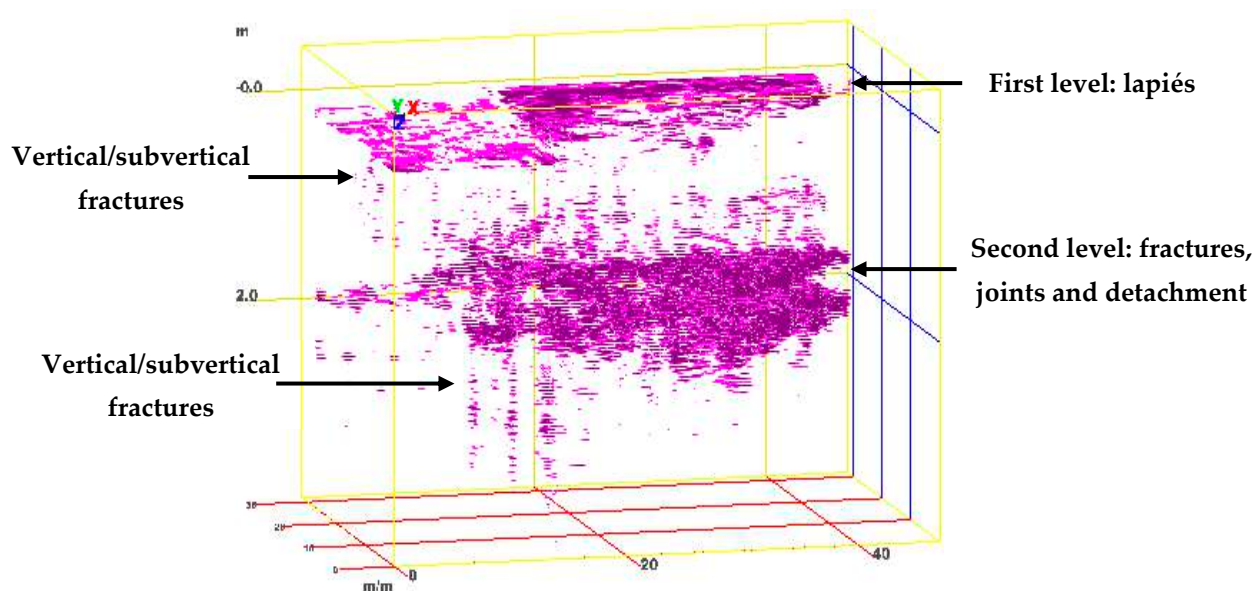 m
-0.0
Y X
Z
First level: lapiés
Vertical/subvertical
fractures
Second level: fractures,
joints and detachment
2.0
Vertical/subvertical
fractures
30
20
10
0
0
20
40
m/m